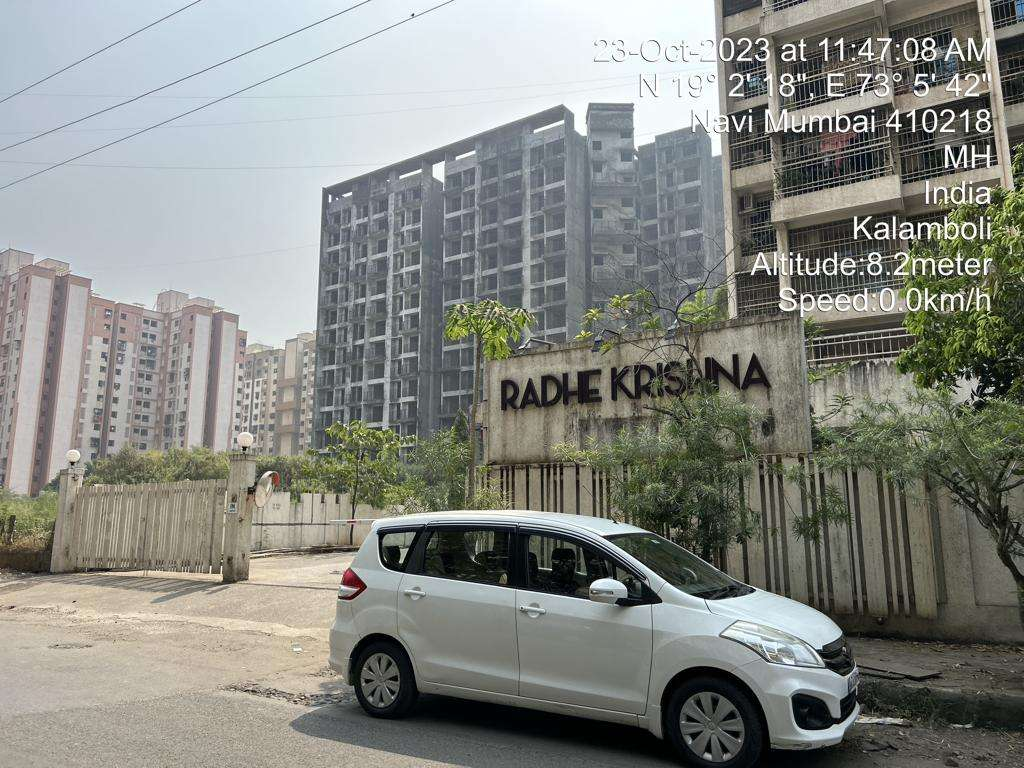 23-Oct-2023 at 11:47:08 AM
N 19° 2' 18", E 73° 5' 42"
Navi Mumbai 410218
MH
India
Kalamboli
Altitude:8.2meter
Speed:0.0km/h
RADHE KRISHNA